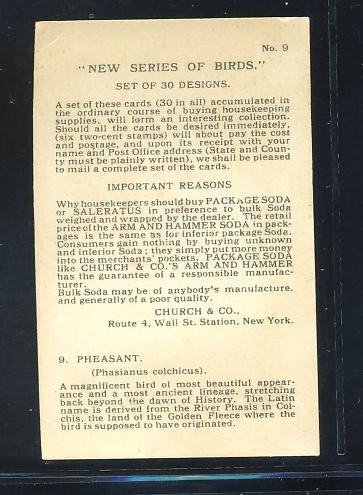 No. 9
"NEW SERIES OF BIRDS."
SET OF 30 DESIGNS.
A set of these cards (30 in all) accumulated in
the ordinary course of buying housekeeping
supplies, will form an interesting collection.
Should all the cards be desired immediately,
(six two-cent stamps) will about pay the cost
and postage, and upon its receipt with your
name and Post Office address (State and Coun-
ty must be plainly written), we shall be pleased
to mail a complete set of the cards.
IMPORTANT REASONS
Why housekeepers should buy PACKAGE SODA
or SALERATUS in preference to bulk Soda
weighed and wrapped by the dealer. The retail
price of the ARM AND HAMMER SODA in pack-
ages is the same as for inferior package Soda.
Consumers gain nothing by buying unknown
and inferior Soda; they simply put more money
into the merchants' pockets. PACKAGE SODA
like CHURCH & CO.'S ARM AND HAMMER
has the guarantee of a responsible manufac-
turer.
Bulk Soda may be of anybody's manufacture,
and generally of a poor quality.
CHURCH & CO.,
Route 4, Wall St. Station, New York.
9. PHEASANT.
(Phasianus colchicus).
A magnificent bird of most beautiful appear-
ance and a most ancient lineage, stretching
back beyond the dawn of History. The Latin
name is derived from the River Phasis in Col-
chis, the land of the Golden Fleece where the
bird is supposed to have originated.